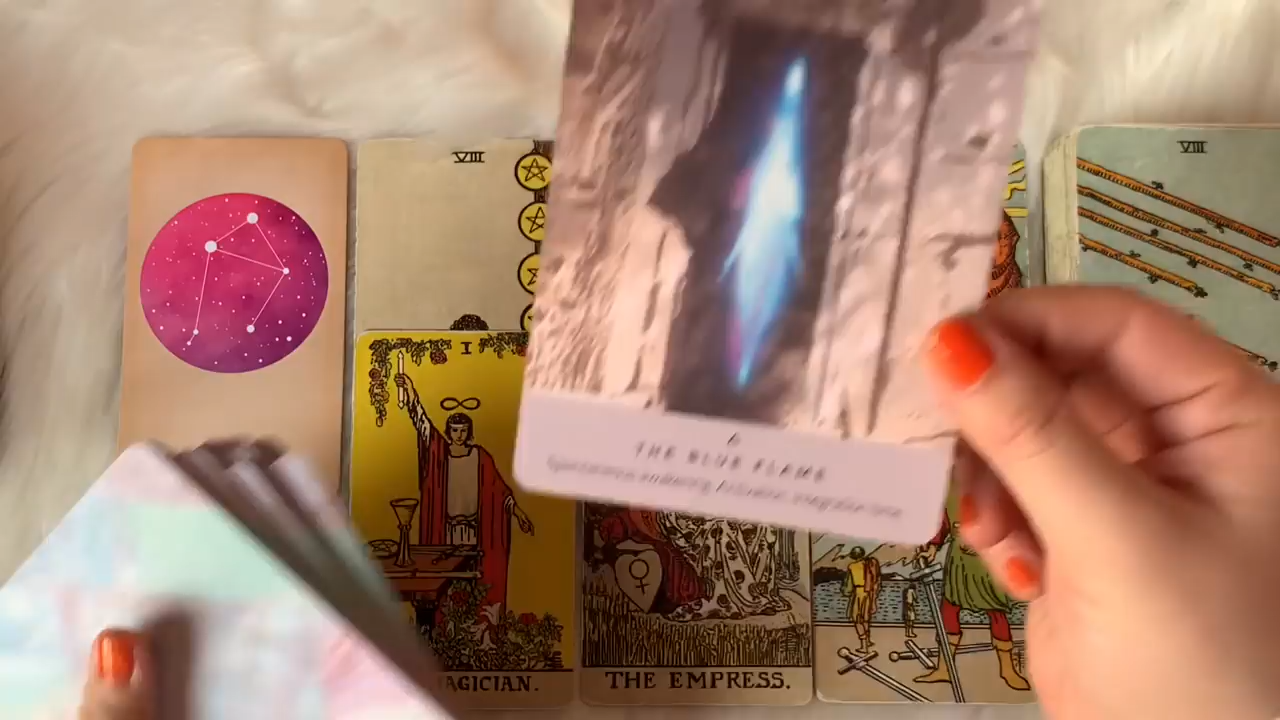 VIII
VIII
I
THE BLUE FLAME
AGICIAN.
THE EMPRESS.